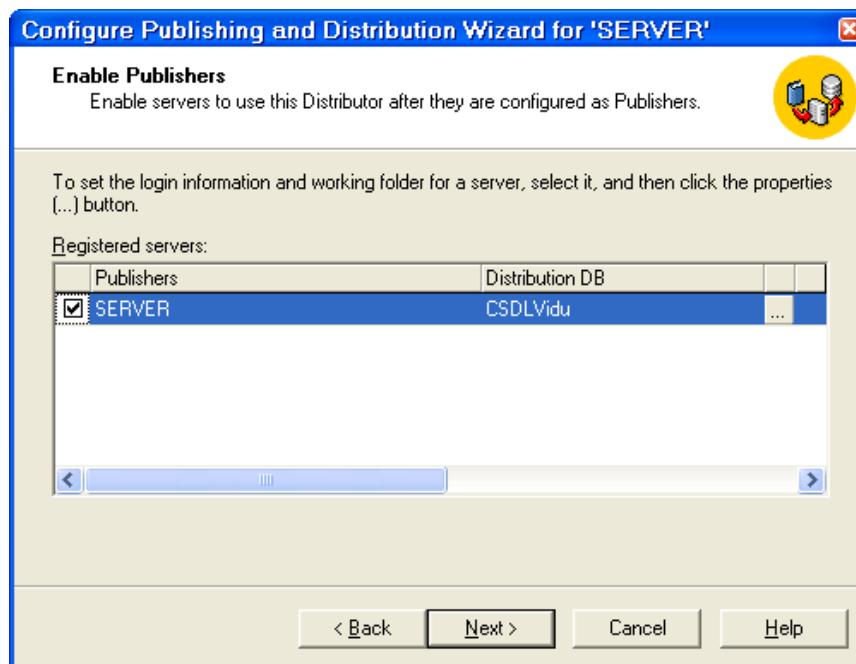 Configure Publishing and Distribution Wizard for 'SERVER'
Enable Publishers
Enable servers to use this Distributor after they are configured as Publishers.
To set the login information and working folder for a server, select it, and then click the properties
(...) button.
Registered servers:
Publishers Distribution DB
SERVER CSDLVidu ...
< Back Next > Cancel Help